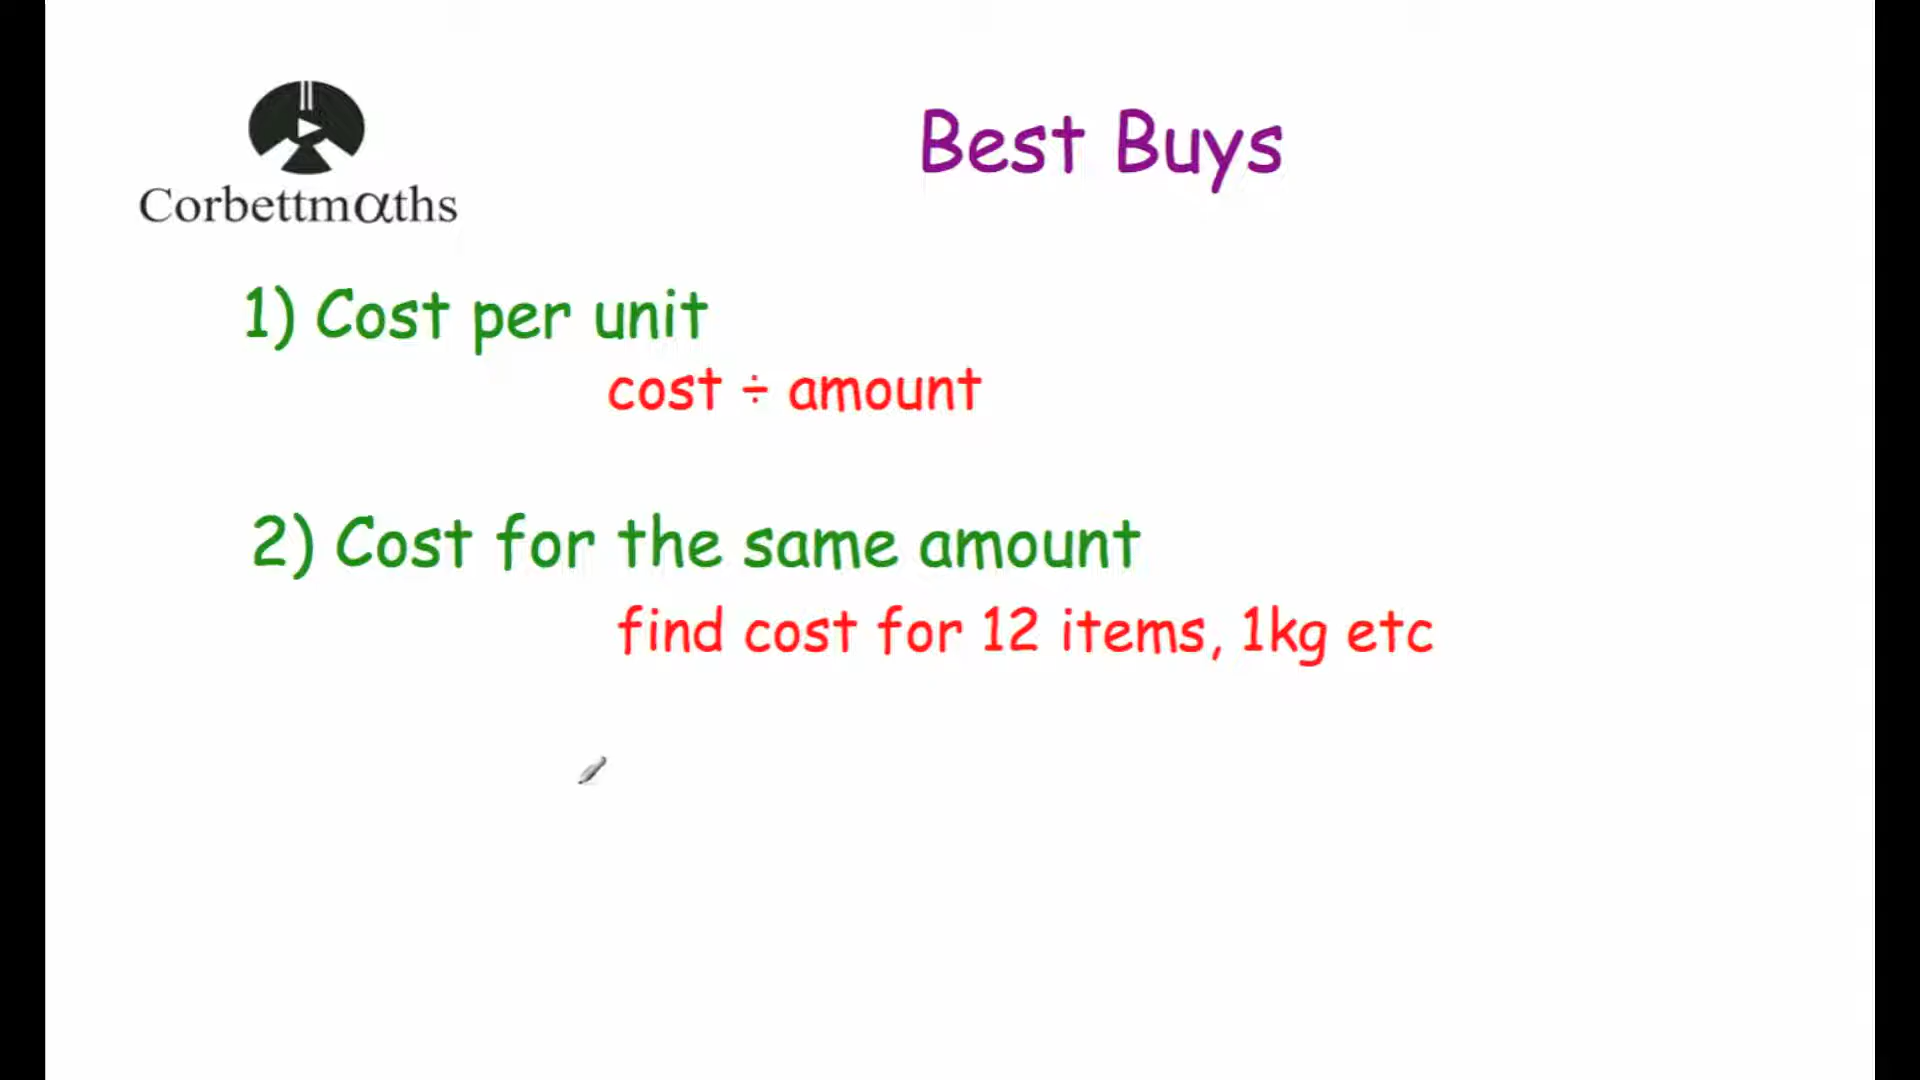 Corbettmαths
Best Buys
1) Cost per unit
cost ÷ amount
2) Cost for the same amount
find cost for 12 items, 1kg etc